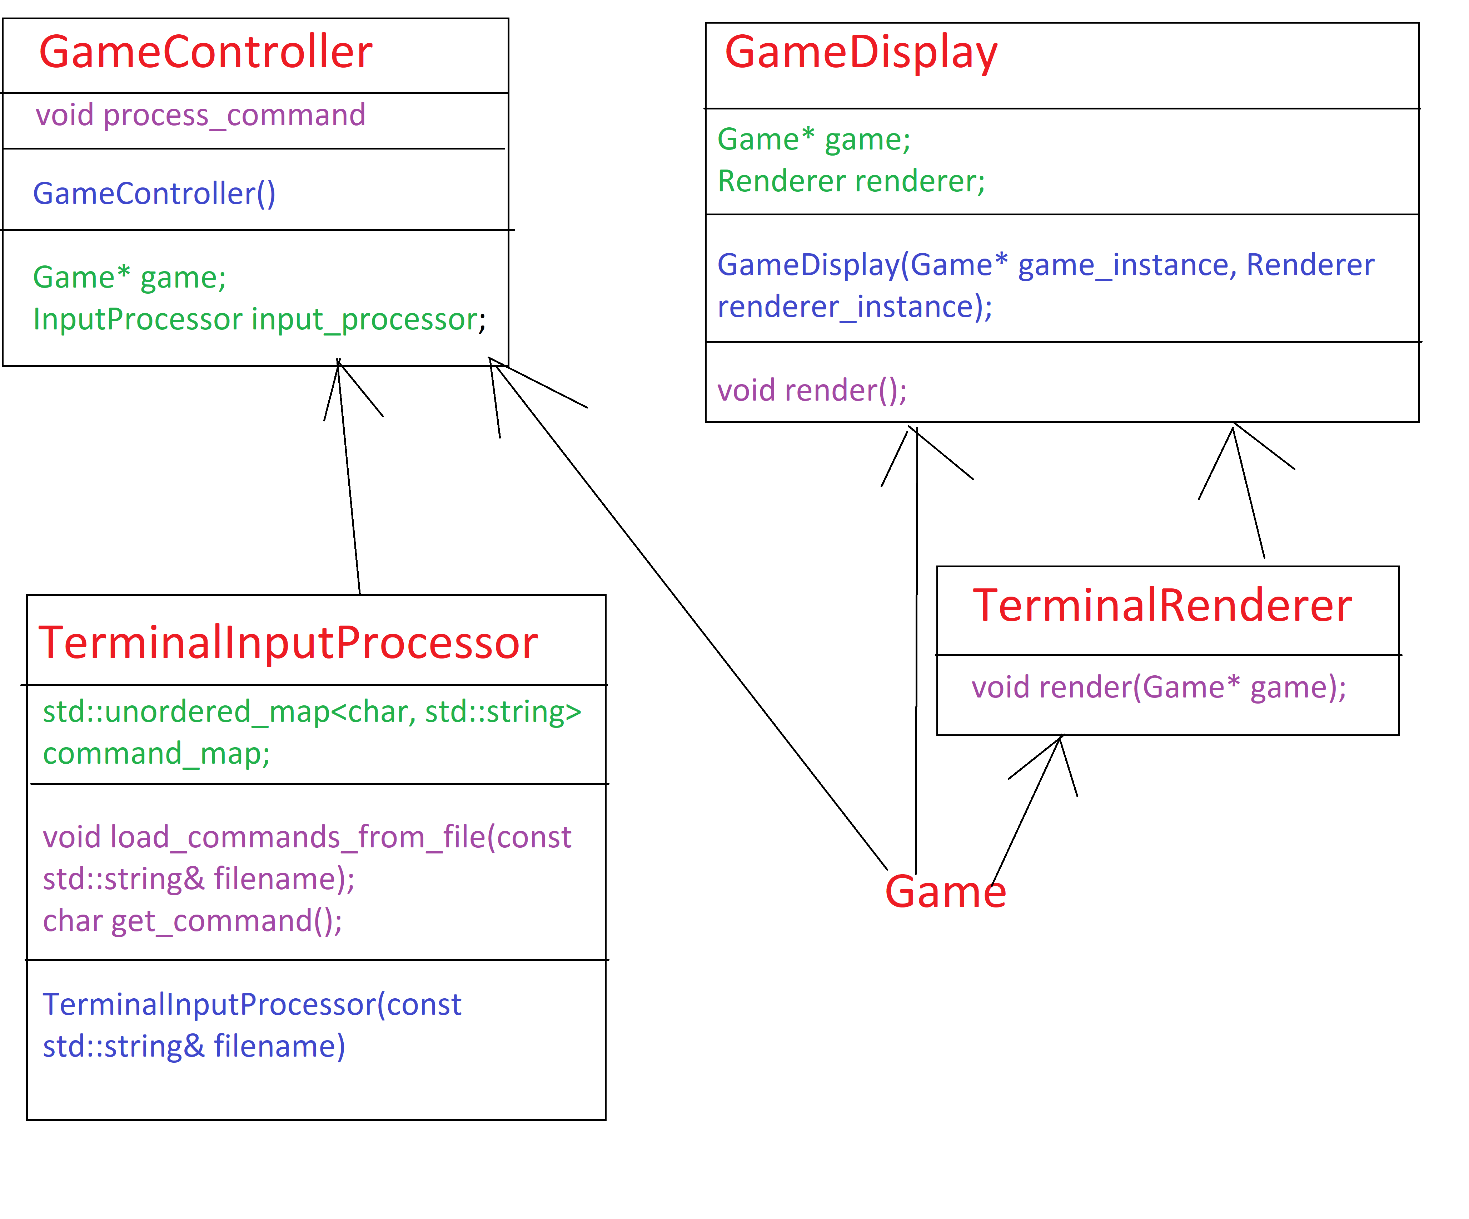 GameController
void process_command
GameController()
Game* game;
InputProcessor input_processor;
GameDisplay
Game* game;
Renderer renderer;
GameDisplay(Game* game_instance, Renderer
renderer_instance);
void render();
TerminalInputProcessor
std::unordered_map<char, std::string>
command_map;
void load_commands_from_file(const
std::string& filename);
char get_command();
TerminalInputProcessor(const
std::string& filename)
TerminalRenderer
void render(Game* game);
Game